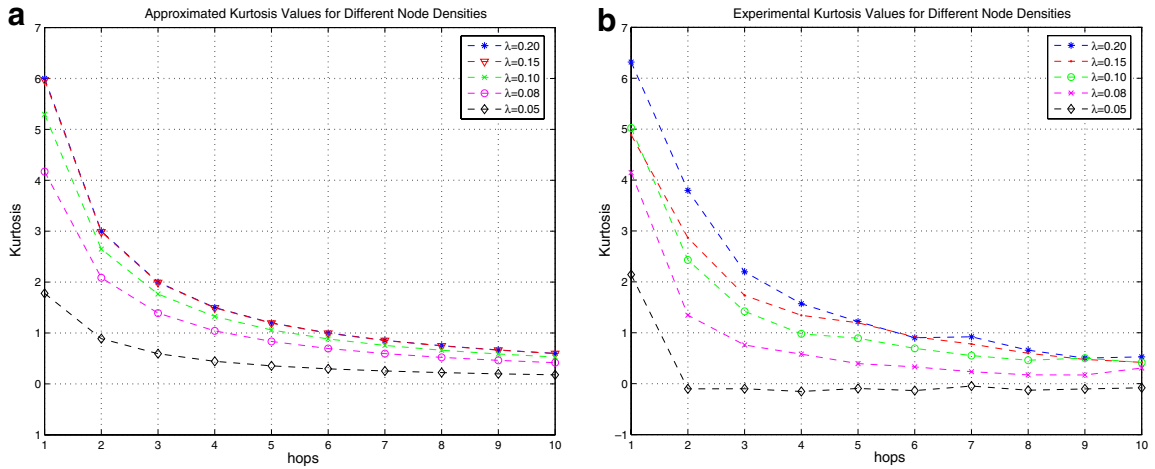 a
Approximated Kurtosis Values for Different Node Densities
7
6
5
4
3
2
1
0
1
Kurtosis
1 2 3 4 5 6 7 8 9 10
hops
λ=0.20
λ=0.15
λ=0.10
λ=0.08
λ=0.05
b
Experimental Kurtosis Values for Different Node Densities
7
6
5
4
3
2
1
0
−1
Kurtosis
1 2 3 4 5 6 7 8 9 10
hops
λ=0.20
λ=0.15
λ=0.10
λ=0.08
λ=0.05